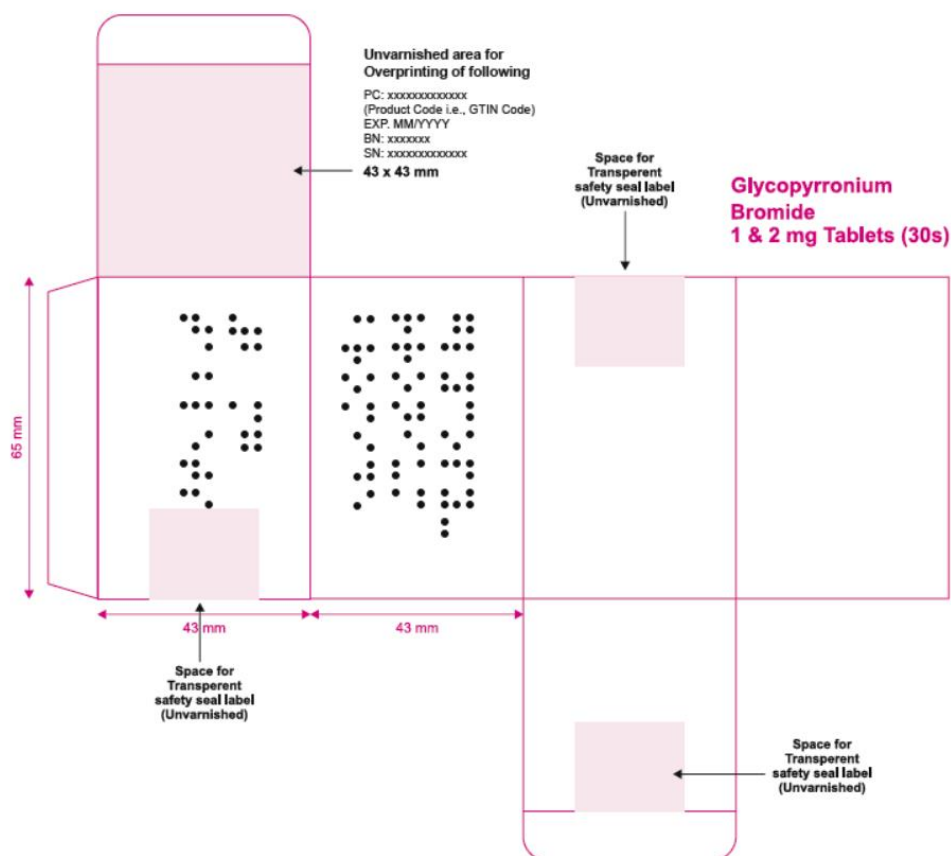 Unvarnished area for
Overprinting of following
PC: xxxxxxxxxxxxx
(Product Code i.e., GTIN Code)
EXP. MM/YYYY
BN: xxxxxxx
SN: xxxxxxxxxxxxx
43 x 43 mm
Space for
Transperent
safety seal label
(Unvarnished)
Glycopyrronium
Bromide
1 & 2 mg Tablets (30s)
65 mm
43 mm
43 mm
Space for
Transperent
safety seal label
(Unvarnished)
Space for
Transperent
safety seal label
(Unvarnished)